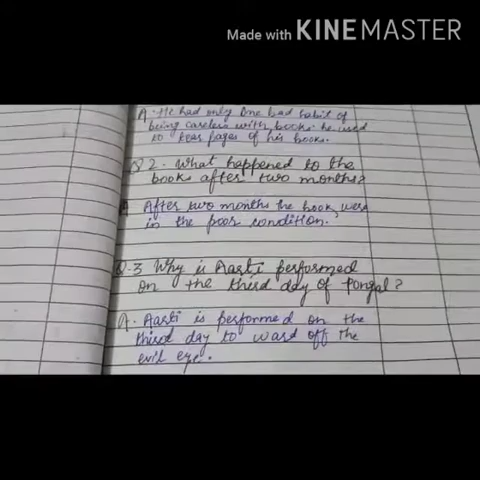 Made with KINEMASTER
A. He had only one bad habit of
being careless with books he used
to tear pages of his books.
Q 2. What happened to the
books after two months?
A After two months the book were
in the poor condition.
Q.3 Why is Aarti performed
on the third day of Pongal?
A. Aarti is performed on the
third day to ward off the
evil eye.